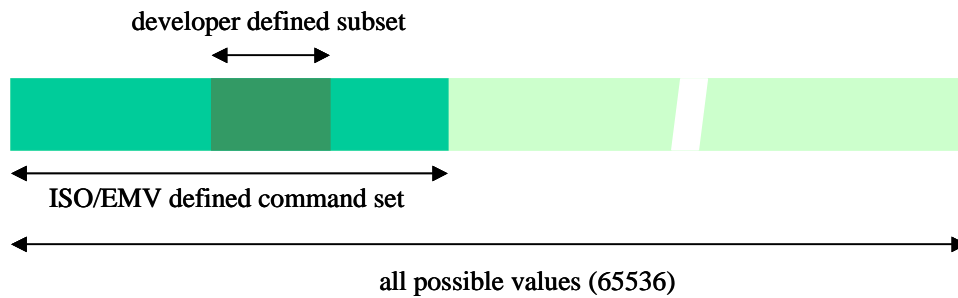 developer defined subset
ISO/EMV defined command set
all possible values (65536)